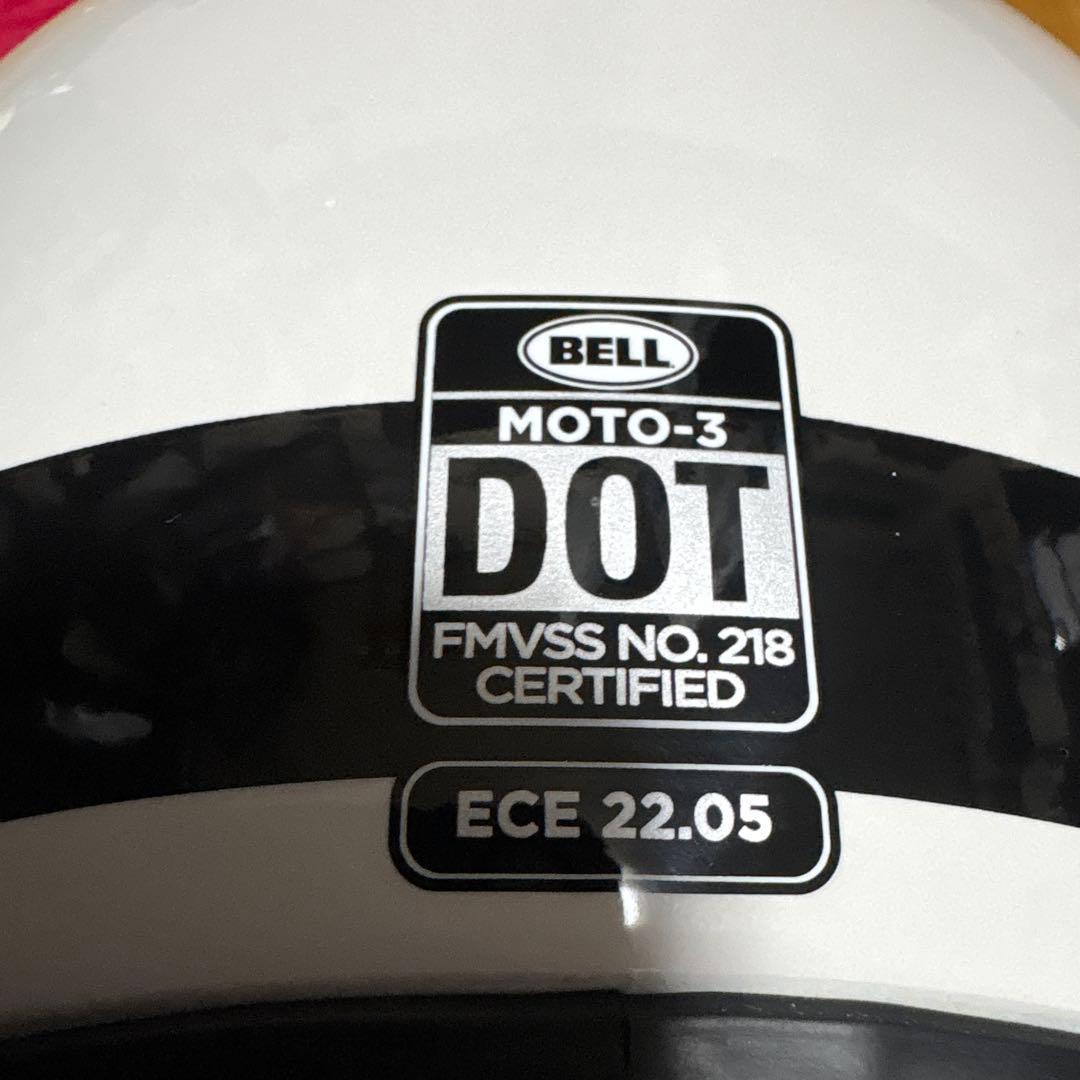 BELL
MOTO-3
DOT
FMVSS NO. 218
CERTIFIED
ECE 22.05